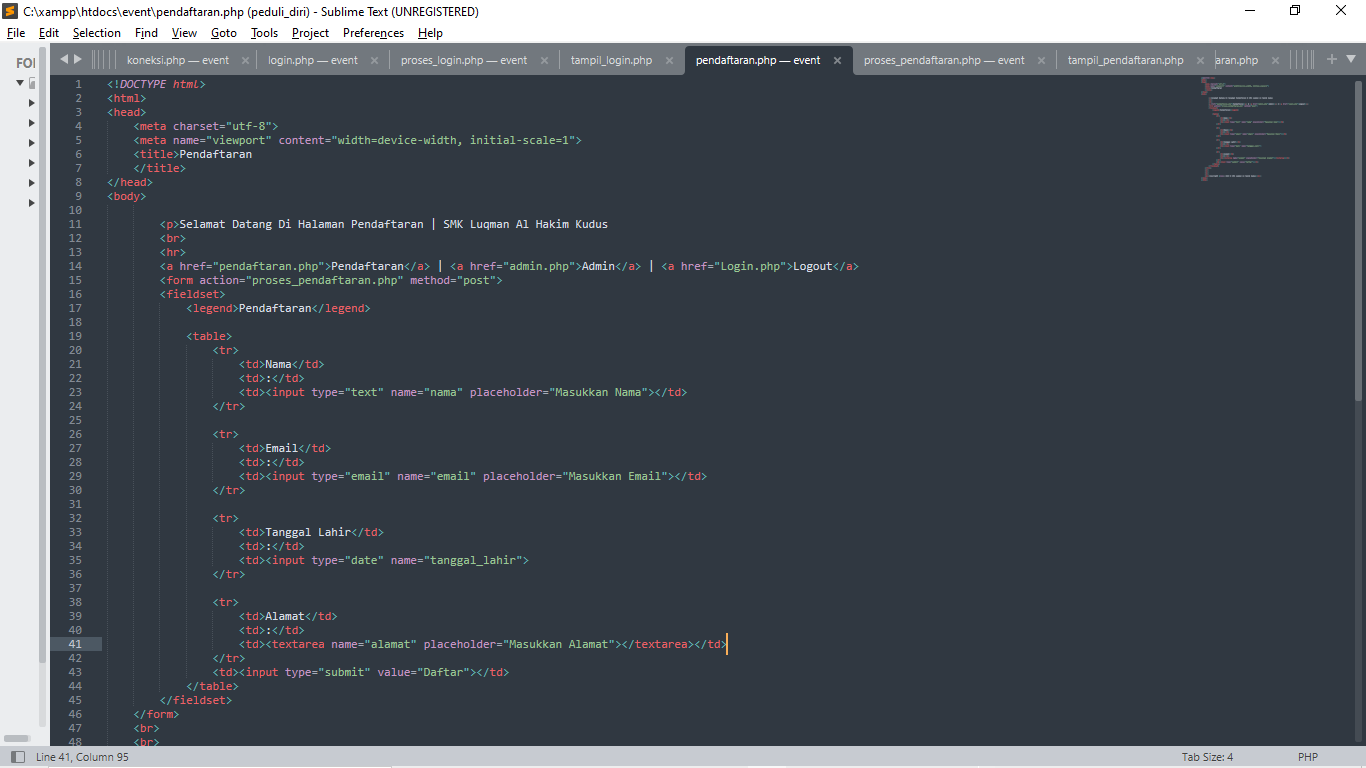 C:\xampp\htdocs\event\pendaftaran.php (peduli_diri) - Sublime Text (UNREGISTERED)
File Edit Selection Find View Goto Tools Project Preferences Help
FOI
koneksi.php — event login.php — event proses_login.php — event tampil_login.php pendaftaran.php — event proses_pendaftaran.php — event tampil_pendaftaran.php aran.php
1 <!DOCTYPE html>
2 <html>
3 <head>
4 <meta charset="utf-8">
5 <meta name="viewport" content="width=device-width, initial-scale=1">
6 <title>Pendaftaran
7 </title>
8 </head>
9 <body>
10
11 <p>Selamat Datang Di Halaman Pendaftaran | SMK Luqman Al Hakim Kudus
12 <br>
13 <hr>
14 <a href="pendaftaran.php">Pendaftaran</a> | <a href="admin.php">Admin</a> | <a href="Login.php">Logout</a>
15 <form action="proses_pendaftaran.php" method="post">
16 <fieldset>
17 <legend>Pendaftaran</legend>
18
19 <table>
20 <tr>
21 <td>Nama</td>
22 <td>:</td>
23 <td><input type="text" name="nama" placeholder="Masukkan Nama"></td>
24 </tr>
25
26 <tr>
27 <td>Email</td>
28 <td>:</td>
29 <td><input type="email" name="email" placeholder="Masukkan Email"></td>
30 </tr>
31
32 <tr>
33 <td>Tanggal Lahir</td>
34 <td>:</td>
35 <td><input type="date" name="tanggal_lahir">
36 </tr>
37
38 <tr>
39 <td>Alamat</td>
40 <td>:</td>
41 <td><textarea name="alamat" placeholder="Masukkan Alamat"></textarea></td>
42 </tr>
43 <td><input type="submit" value="Daftar"></td>
44 </table>
45 </fieldset>
46 </form>
47 <br>
48 <br>
Line 41, Column 95 Tab Size: 4 PHP